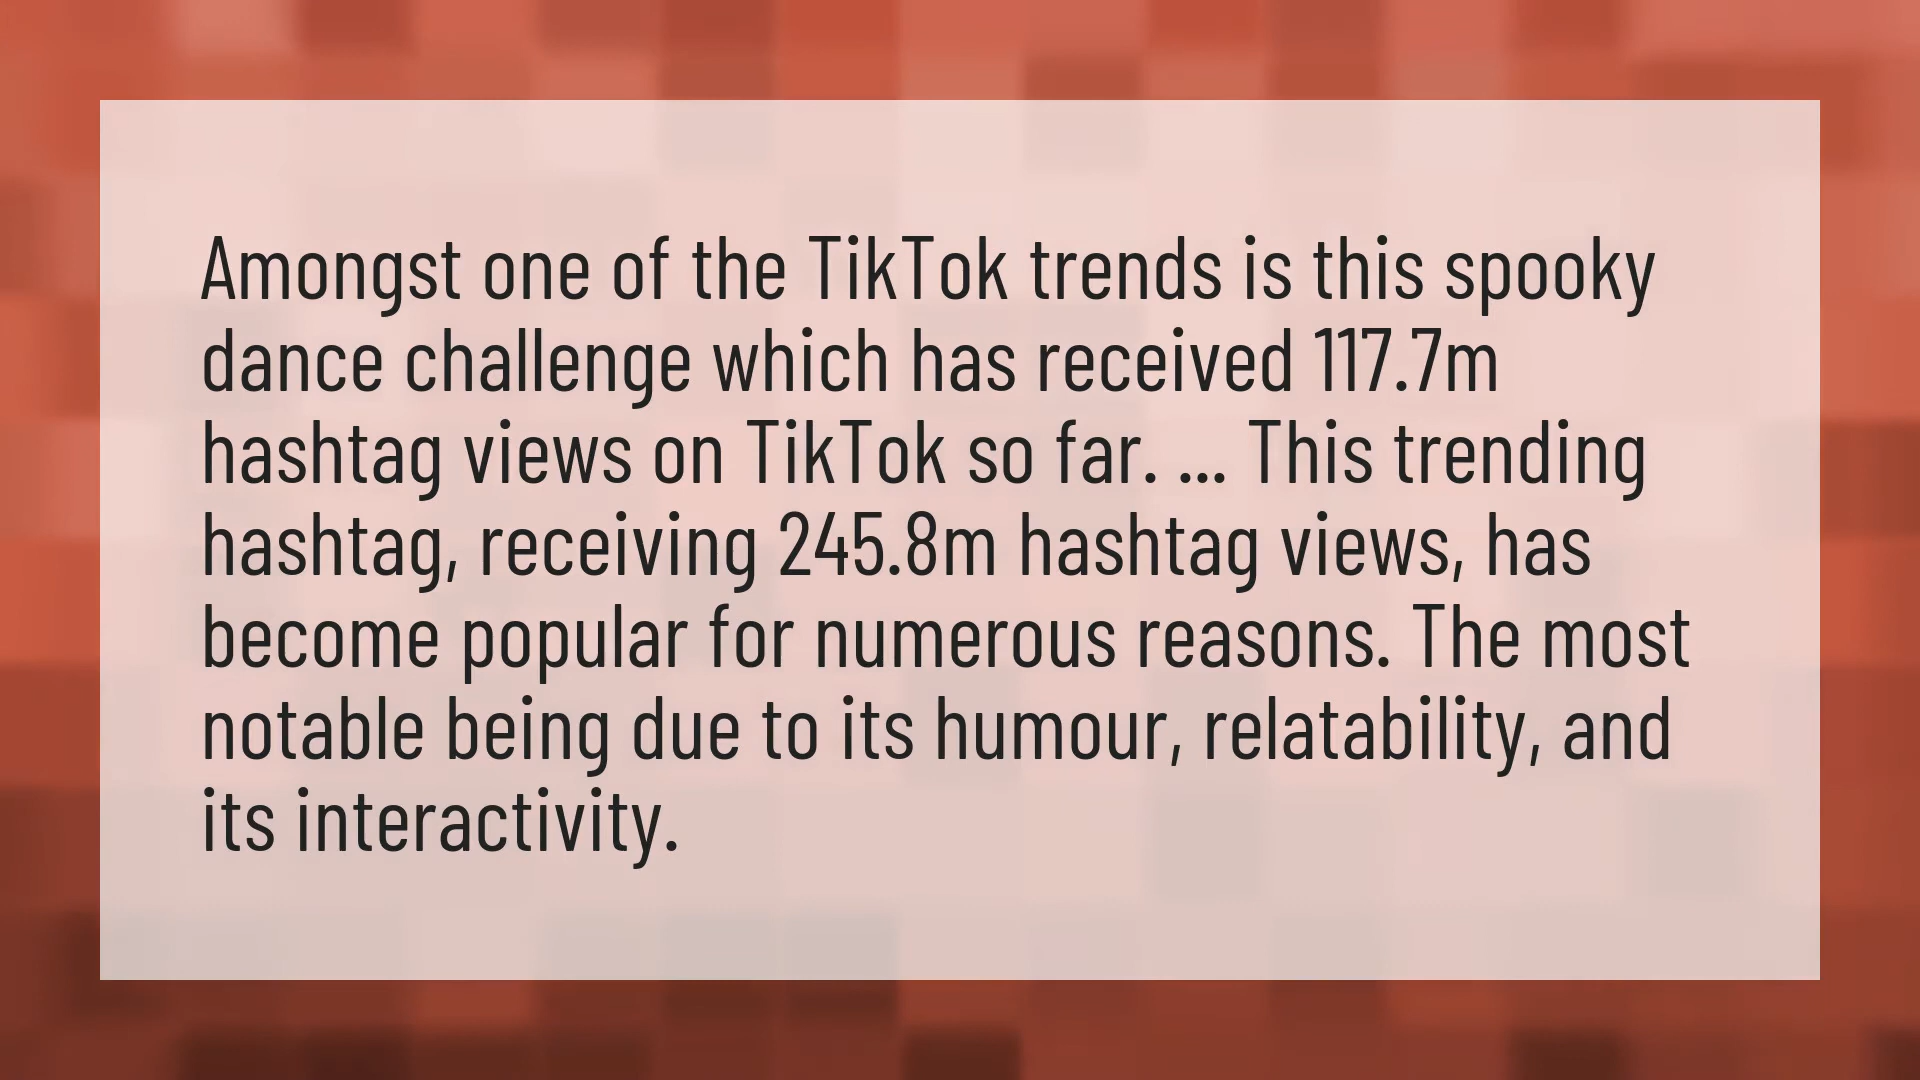 Amongst one of the TikTok trends is this spooky
dance challenge which has received 117.7m
hashtag views on TikTok so far. ... This trending
hashtag, receiving 245.8m hashtag views, has
become popular for numerous reasons. The most
notable being due to its humour, relatability, and
its interactivity.